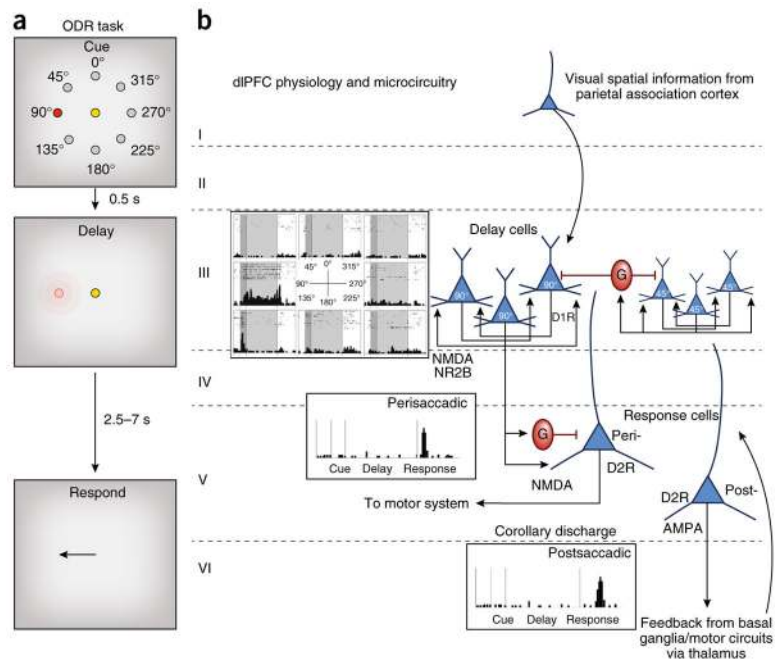 a
ODR task
Cue
0°
45°
315°
90°
270°
135°
225°
180°
0.5 s
Delay
2.5–7 s
Respond
b
dlPFC physiology and microcircuitry
Visual spatial information from
parietal association cortex
I
II
III
IV
V
VI
Delay cells
45°
0°
315°
90°
270°
135°
180°
225°
90°
90°
90°
D1R
G
45°
45°
45°
NMDA
NR2B
Perisaccadic
Cue Delay Response
G
Response cells
Peri-
D2R
NMDA
To motor system
D2R
Post-
AMPA
Corollary discharge
Postsaccadic
Cue Delay Response
Feedback from basal
ganglia/motor circuits
via thalamus